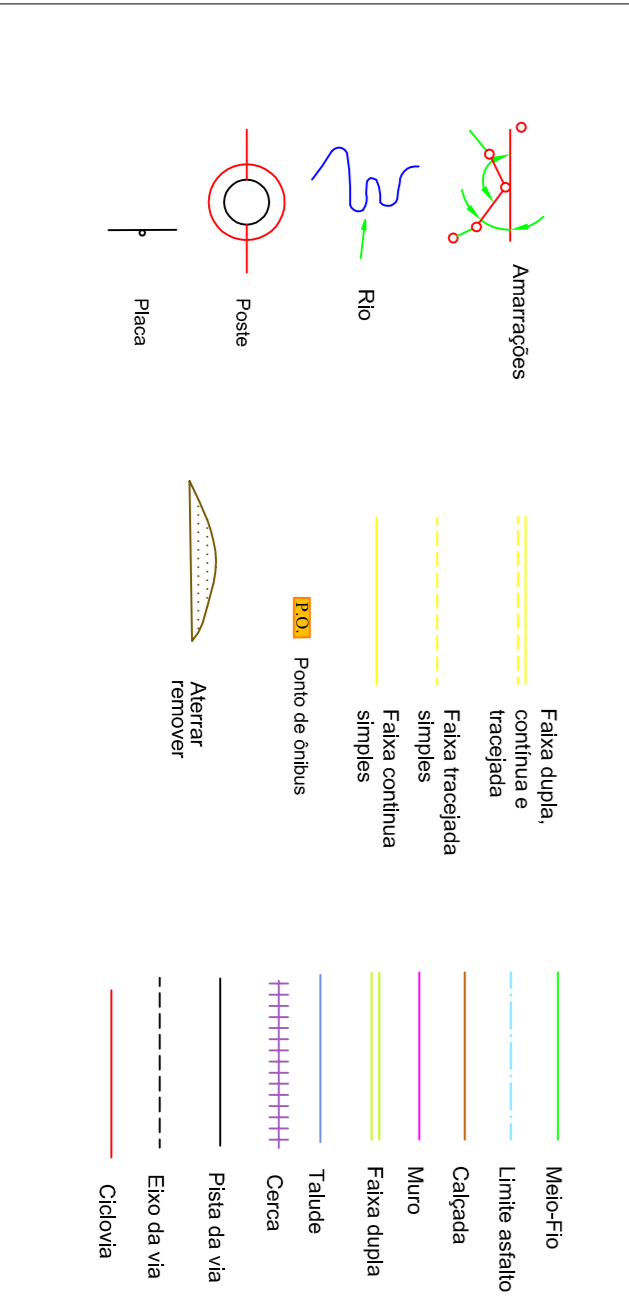 Amarrações
Rio
Poste
Placa
Faixa dupla,
contínua e
tracejada
Faixa tracejada
simples
Faixa continua
simples
P.O.
Ponto de ônibus
Aterrar
remover
Meio-Fio
Limite asfalto
Calçada
Muro
Faixa dupla
Talude
Cerca
Pista da via
Eixo da via
Ciclovia